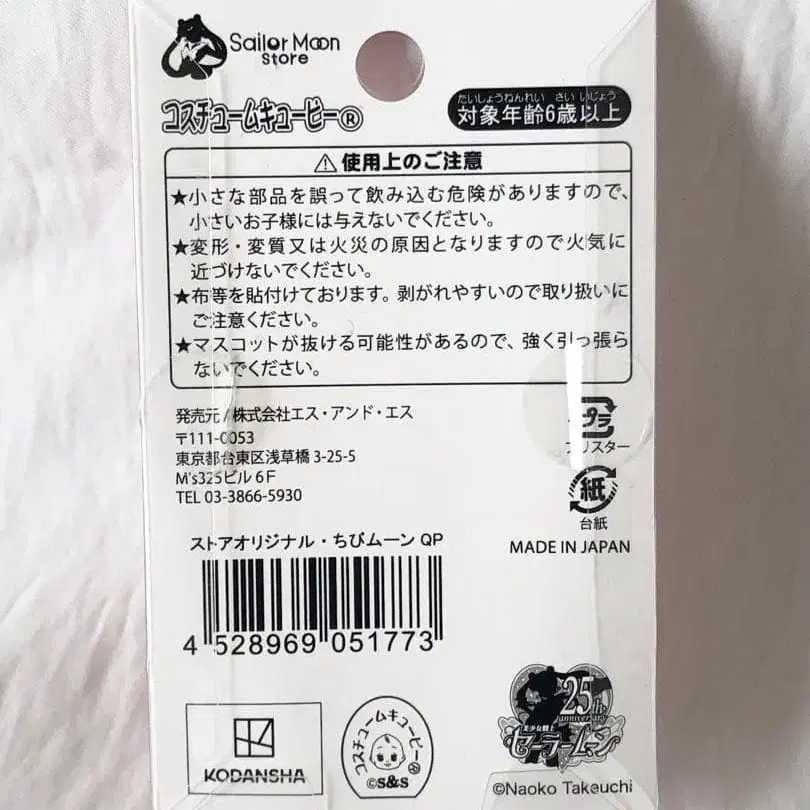 Sailor Moon
store
コスチュームキューピー®
たいしょうねんれい さい いじょう
対象年齢6歳以上
⚠使用上のご注意
★小さな部品を誤って飲み込む危険がありますので、
小さいお子様には与えないでください。
★変形・変質又は火災の原因となりますので火気に
近づけないでください。
★布等を貼付けております。剥がれやすいので取り扱いに
ご注意ください。
★マスコットが抜ける可能性があるので、強く引っ張ら
ないでください。
発売元/株式会社エス・アンド・エス
〒111-0053
東京都台東区浅草橋3-25-5
M's325ビル6F
TEL 03-3866-5930
プラ
ブリスター
紙
台紙
MADE IN JAPAN
ストアオリジナル・ちびムーン QP
4 528969 051773
KODANSHA
コスチュームキューピー®
©S&S
25th
anniversary
美少女戦士
セーラームーン
©Naoko Takeuchi